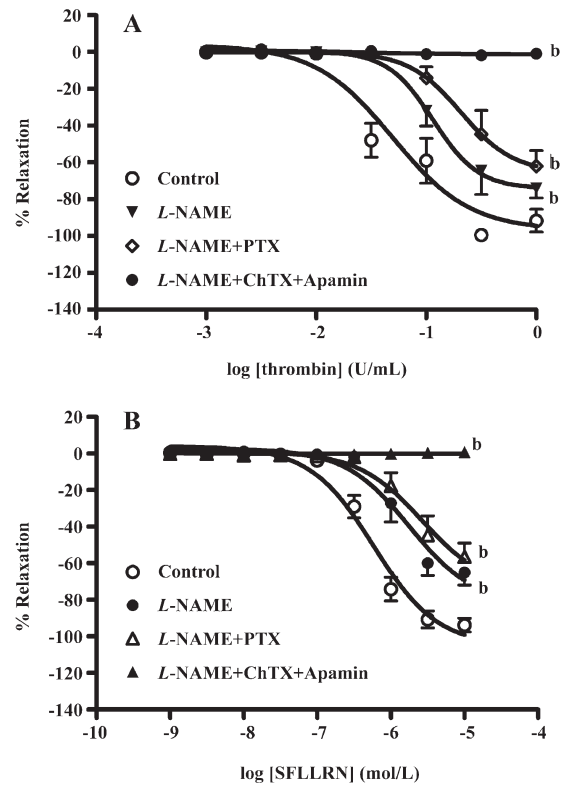 A
20
0
-20
-40
-60
-80
-100
-120
-140
% Relaxation
b
b
b
Control
L-NAME
L-NAME+PTX
L-NAME+ChTX+Apamin
-4
-3
-2
-1
0
log [thrombin] (U/mL)
B
20
0
-20
-40
-60
-80
-100
-120
-140
% Relaxation
b
b
b
Control
L-NAME
L-NAME+PTX
L-NAME+ChTX+Apamin
-10
-9
-8
-7
-6
-5
-4
log [SFLLRN] (mol/L)